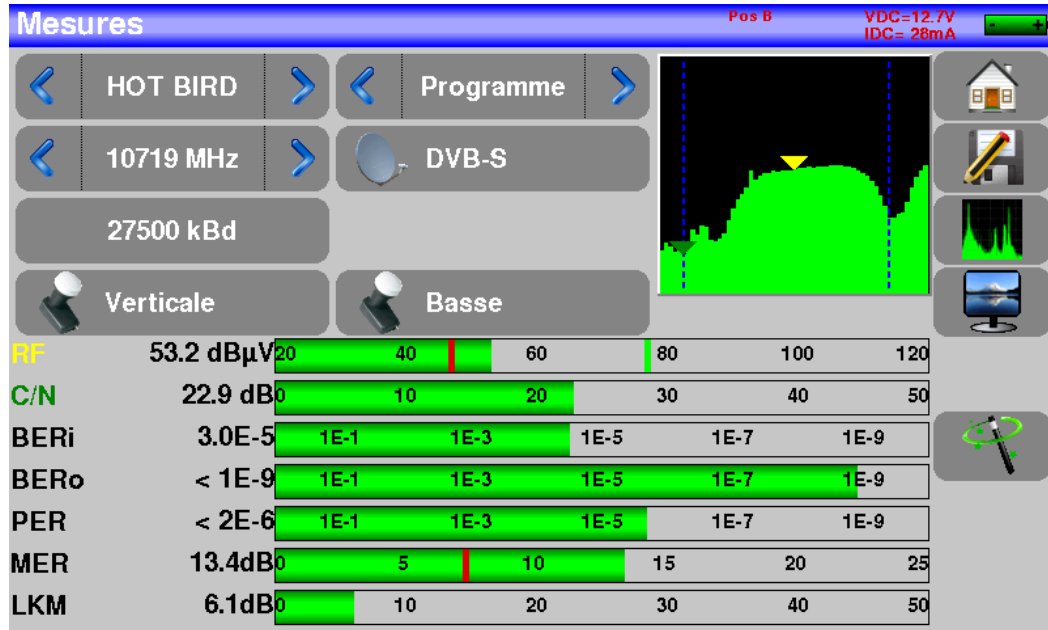 Mesures
Pos B
VDC=12.7V
IDC= 28mA
- +
HOT BIRD
Programme
10719 MHz
DVB-S
27500 kBd
Verticale
Basse
RF 53.2 dBµV 20 40 60 80 100 120
C/N 22.9 dB 0 10 20 30 40 50
BERi 3.0E-5 1E-1 1E-3 1E-5 1E-7 1E-9
BERo < 1E-9 1E-1 1E-3 1E-5 1E-7 1E-9
PER < 2E-6 1E-1 1E-3 1E-5 1E-7 1E-9
MER 13.4dB 0 5 10 15 20 25
LKM 6.1dB 0 10 20 30 40 50